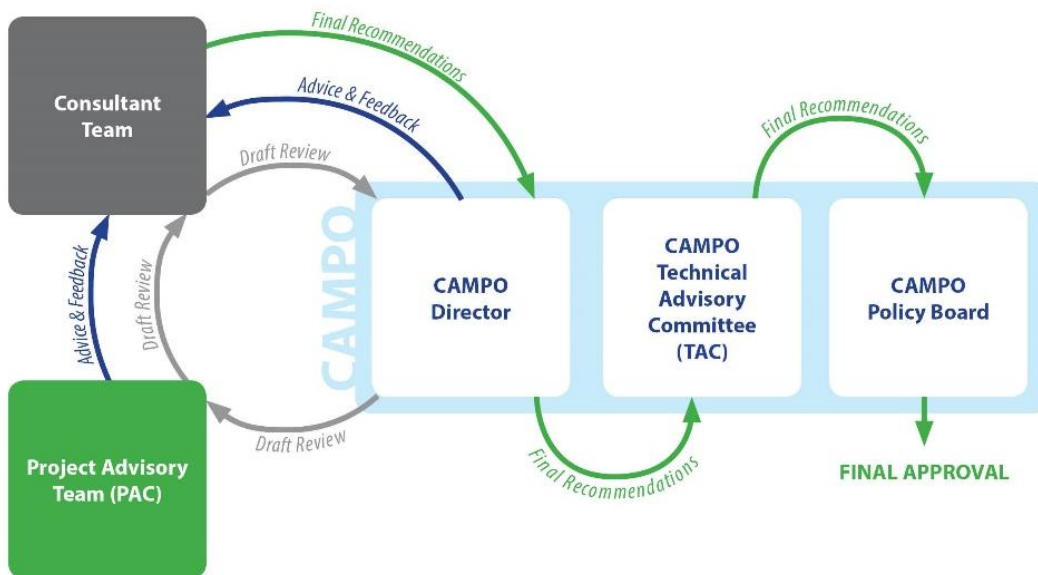 Final Recommendations
Advice & Feedback
Consultant
Team
Draft Review
Final Recommendations
CAMPO
CAMPO
Director
CAMPO
Technical
Advisory
Committee
(TAC)
CAMPO
Policy Board
Advice & Feedback
Draft Review
Draft Review
Final Recommendations
FINAL APPROVAL
Project Advisory
Team (PAC)